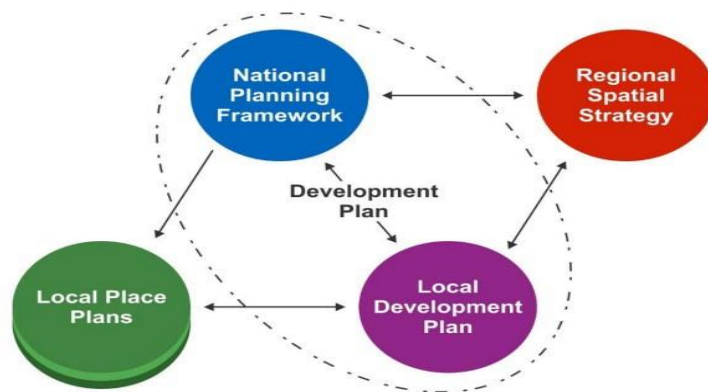 National
Planning
Framework
Regional
Spatial
Strategy
Development
Plan
Local Place
Plans
Local
Development
Plan